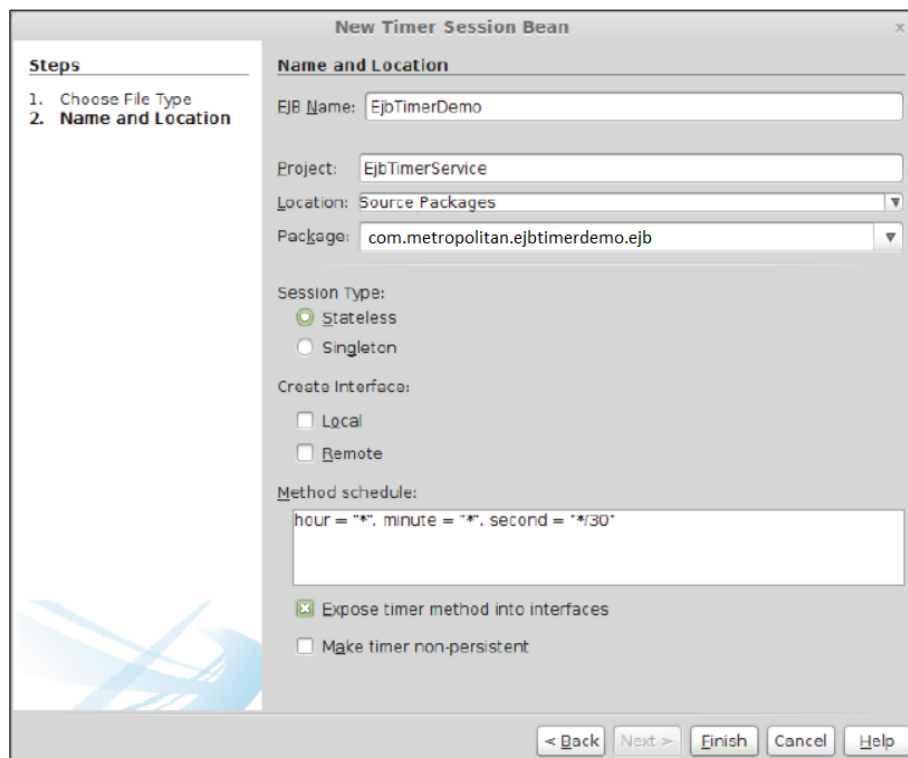 New Timer Session Bean
x
Steps
1. Choose File Type
2. Name and Location
Name and Location
EJB Name: EjbTimerDemo
Project: EjbTimerService
Location: Source Packages
Package: com.metropolitan.ejbtimerdemo.ejb
Session Type:
Stateless
Singleton
Create Interface:
Local
Remote
Method schedule:
hour = "*", minute = "*", second = "*/30"
Expose timer method into interfaces
Make timer non-persistent
< Back Next > Finish Cancel Help